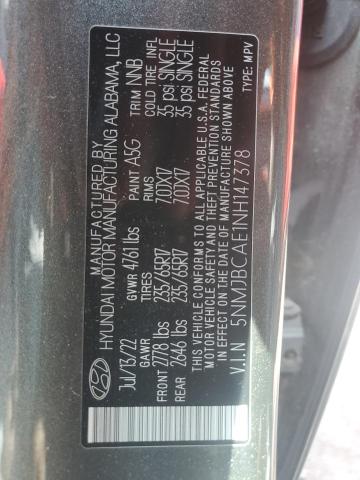 MANUFACTURED BY
HYUNDAI MOTOR MANUFACTURING ALABAMA, LLC
Jul/13/22 GVWR 4761 lbs PAINT A5G TRIM NNB
GAWR TIRES RIMS COLD TIRE INFL
FRONT 2778 lbs 235/65R17 7.0JX17 35 psi SINGLE
REAR 2646 lbs 235/65R17 7.0JX17 35 psi SINGLE
THIS VEHICLE CONFORMS TO ALL APPLICABLE U.S.A. FEDERAL
MOTOR VEHICLE SAFETY AND THEFT PREVENTION STANDARDS IN
EFFECT ON THE DATE OF MANUFACTURE SHOWN ABOVE
V.I.N 5NMJBCAE1NH147378 TYPE: MPV